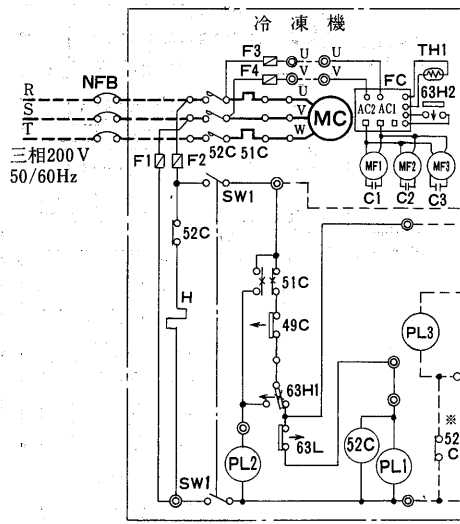 冷凍機
F3 U U
F4 V V
TH1
63H2
FC
AC2 AC1
NFB
R
S
T
U
V
W
MC
三相200V
50/60Hz
F1 F2
52C 51C
MF1 MF2 MF3
C1 C2 C3
SW1
52C
51C
H
49C
PL3
63H1
※
52
C
63L
PL2
52C
PL1
SW1